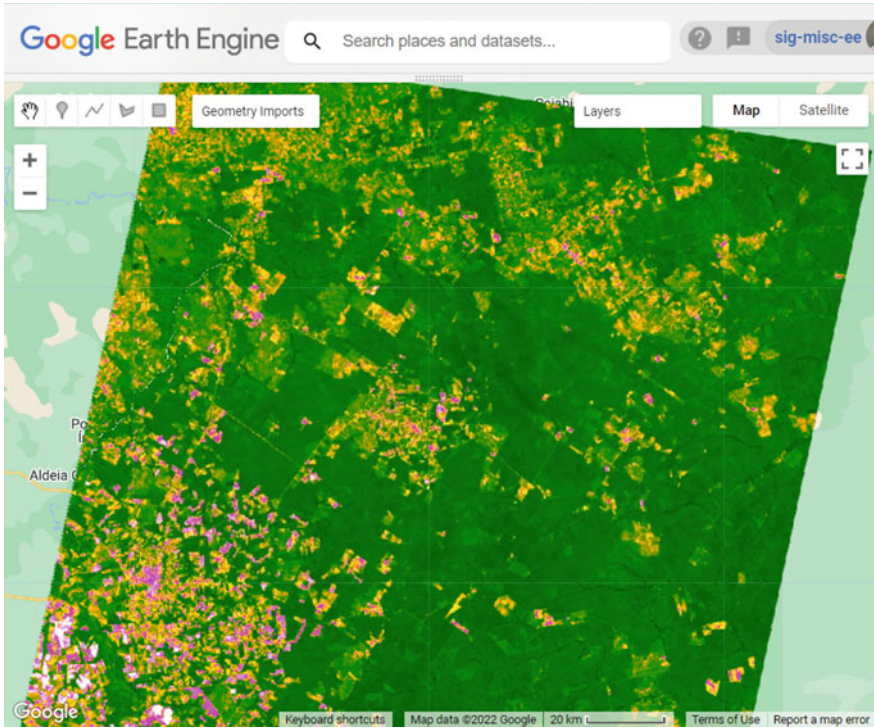 Google Earth Engine
Search places and datasets...
sig-misc-ee
Geometry Imports
Layers
Map
Satellite
Aldeia
Google
Keyboard shortcuts
Map data ©2022 Google
20 km
Terms of Use
Report a map error